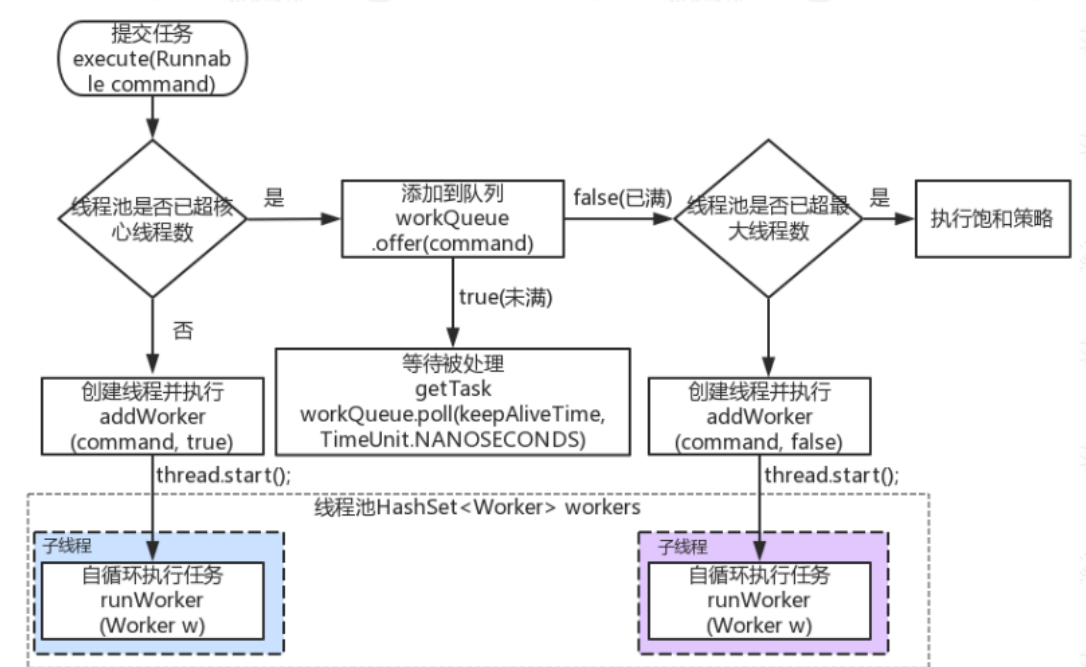 提交任务
execute(Runnab
le command)
线程池是否已超核
心线程数
是
添加到队列
workQueue
.offer(command)
false(已满)
线程池是否已超最
大线程数
是
执行饱和策略
否
true(未满)
创建线程并执行
addWorker
(command, true)
等待被处理
getTask
workQueue.poll(keepAliveTime,
TimeUnit.NANOSECONDS)
创建线程并执行
addWorker
(command, false)
thread.start();
thread.start();
线程池HashSet<Worker> workers
子线程
自循环执行任务
runWorker
(Worker w)
子线程
自循环执行任务
runWorker
(Worker w)